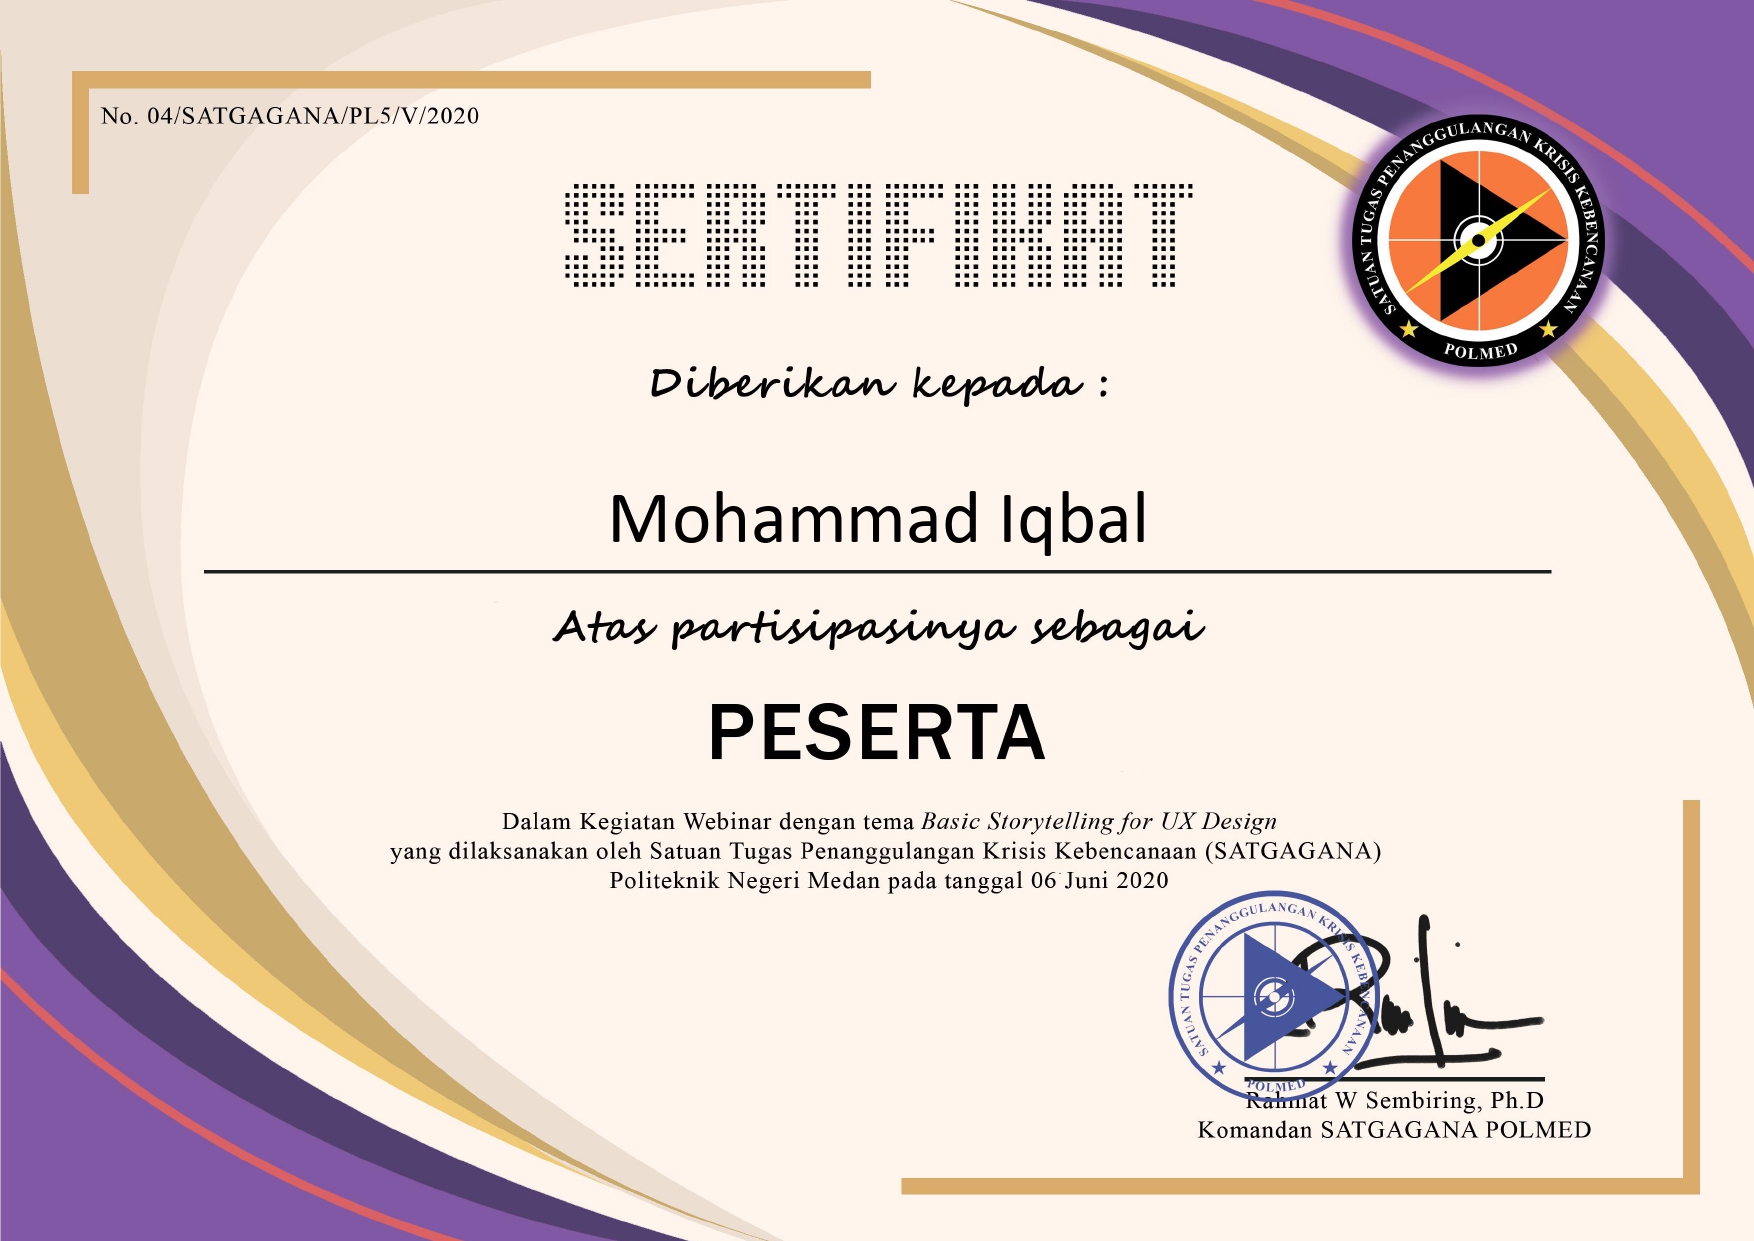 No. 04/SATGAGANA/PL5/V/2020
SERTIFIKAT
SATUAN TUGAS PENANGGULANGAN KRISIS KEBENCANAAN
POLMED
Diberikan kepada :
Mohammad Iqbal
Atas partisipasinya sebagai
PESERTA
Dalam Kegiatan Webinar dengan tema Basic Storytelling for UX Design
yang dilaksanakan oleh Satuan Tugas Penanggulangan Krisis Kebencanaan (SATGAGANA)
Politeknik Negeri Medan pada tanggal 06 Juni 2020
SATUAN TUGAS PENANGGULANGAN KRISIS KEBENCANAAN
POLMED
Rahmat W Sembiring, Ph.D
Komandan SATGAGANA POLMED